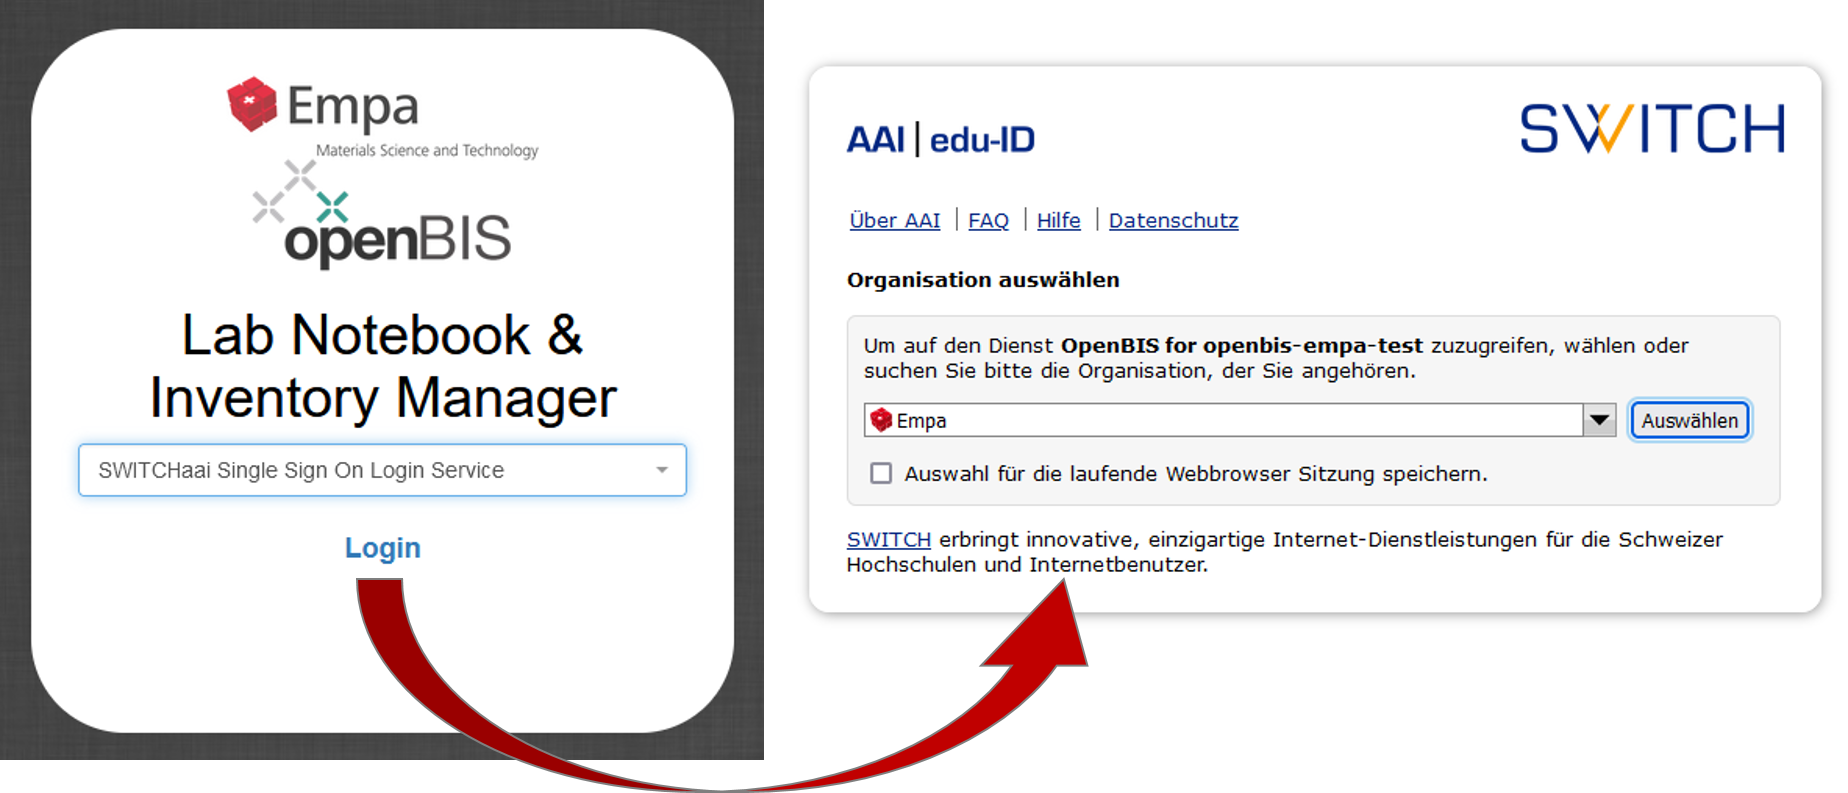 Empa
Materials Science and Technology
openBIS
Lab Notebook &
Inventory Manager
SWITCHaai Single Sign On Login Service
Login
AAI | edu-ID
SWITCH
Über AAI | FAQ | Hilfe | Datenschutz
Organisation auswählen
Um auf den Dienst OpenBIS for openbis-empa-test zuzugreifen, wählen oder
suchen Sie bitte die Organisation, der Sie angehören.
Empa
Auswählen
Auswahl für die laufende Webbrowser Sitzung speichern.
SWITCH erbringt innovative, einzigartige Internet-Dienstleistungen für die Schweizer
Hochschulen und Internetbenutzer.